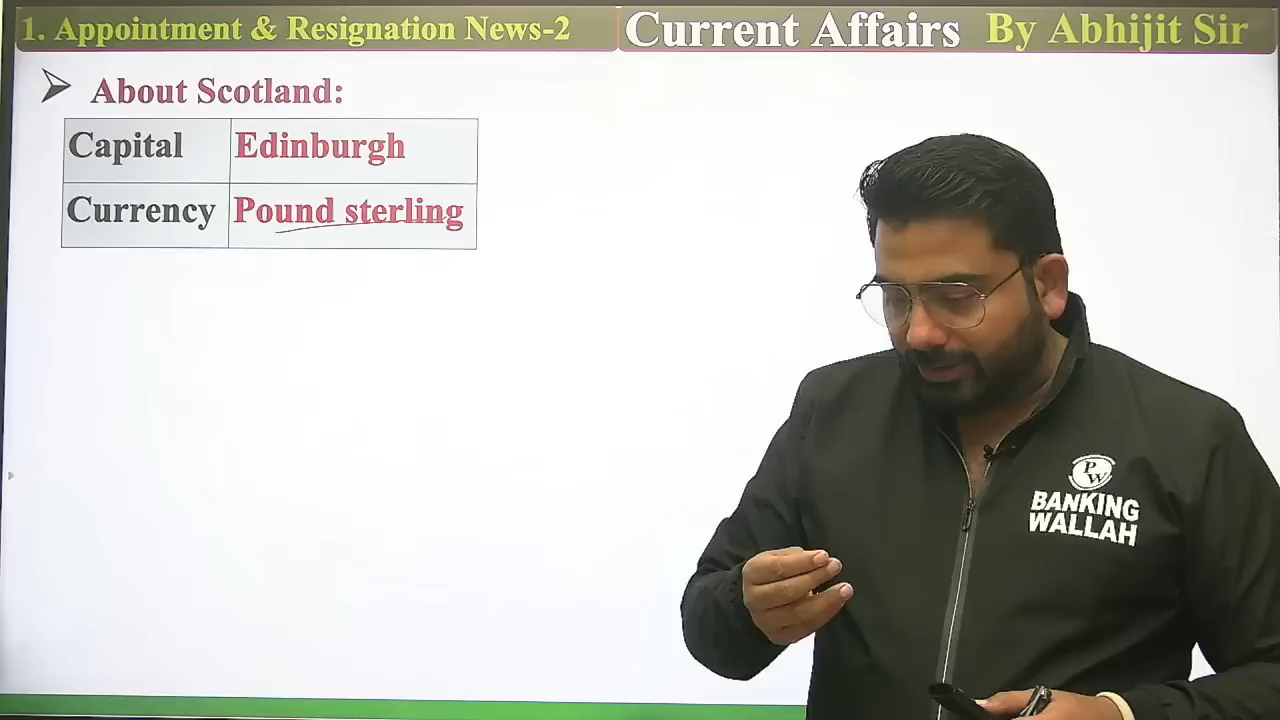 1. Appointment & Resignation News-2
Current Affairs By Abhijit Sir
About Scotland:
Capital Edinburgh
Currency Pound sterling
PW
BANKING
WALLAH